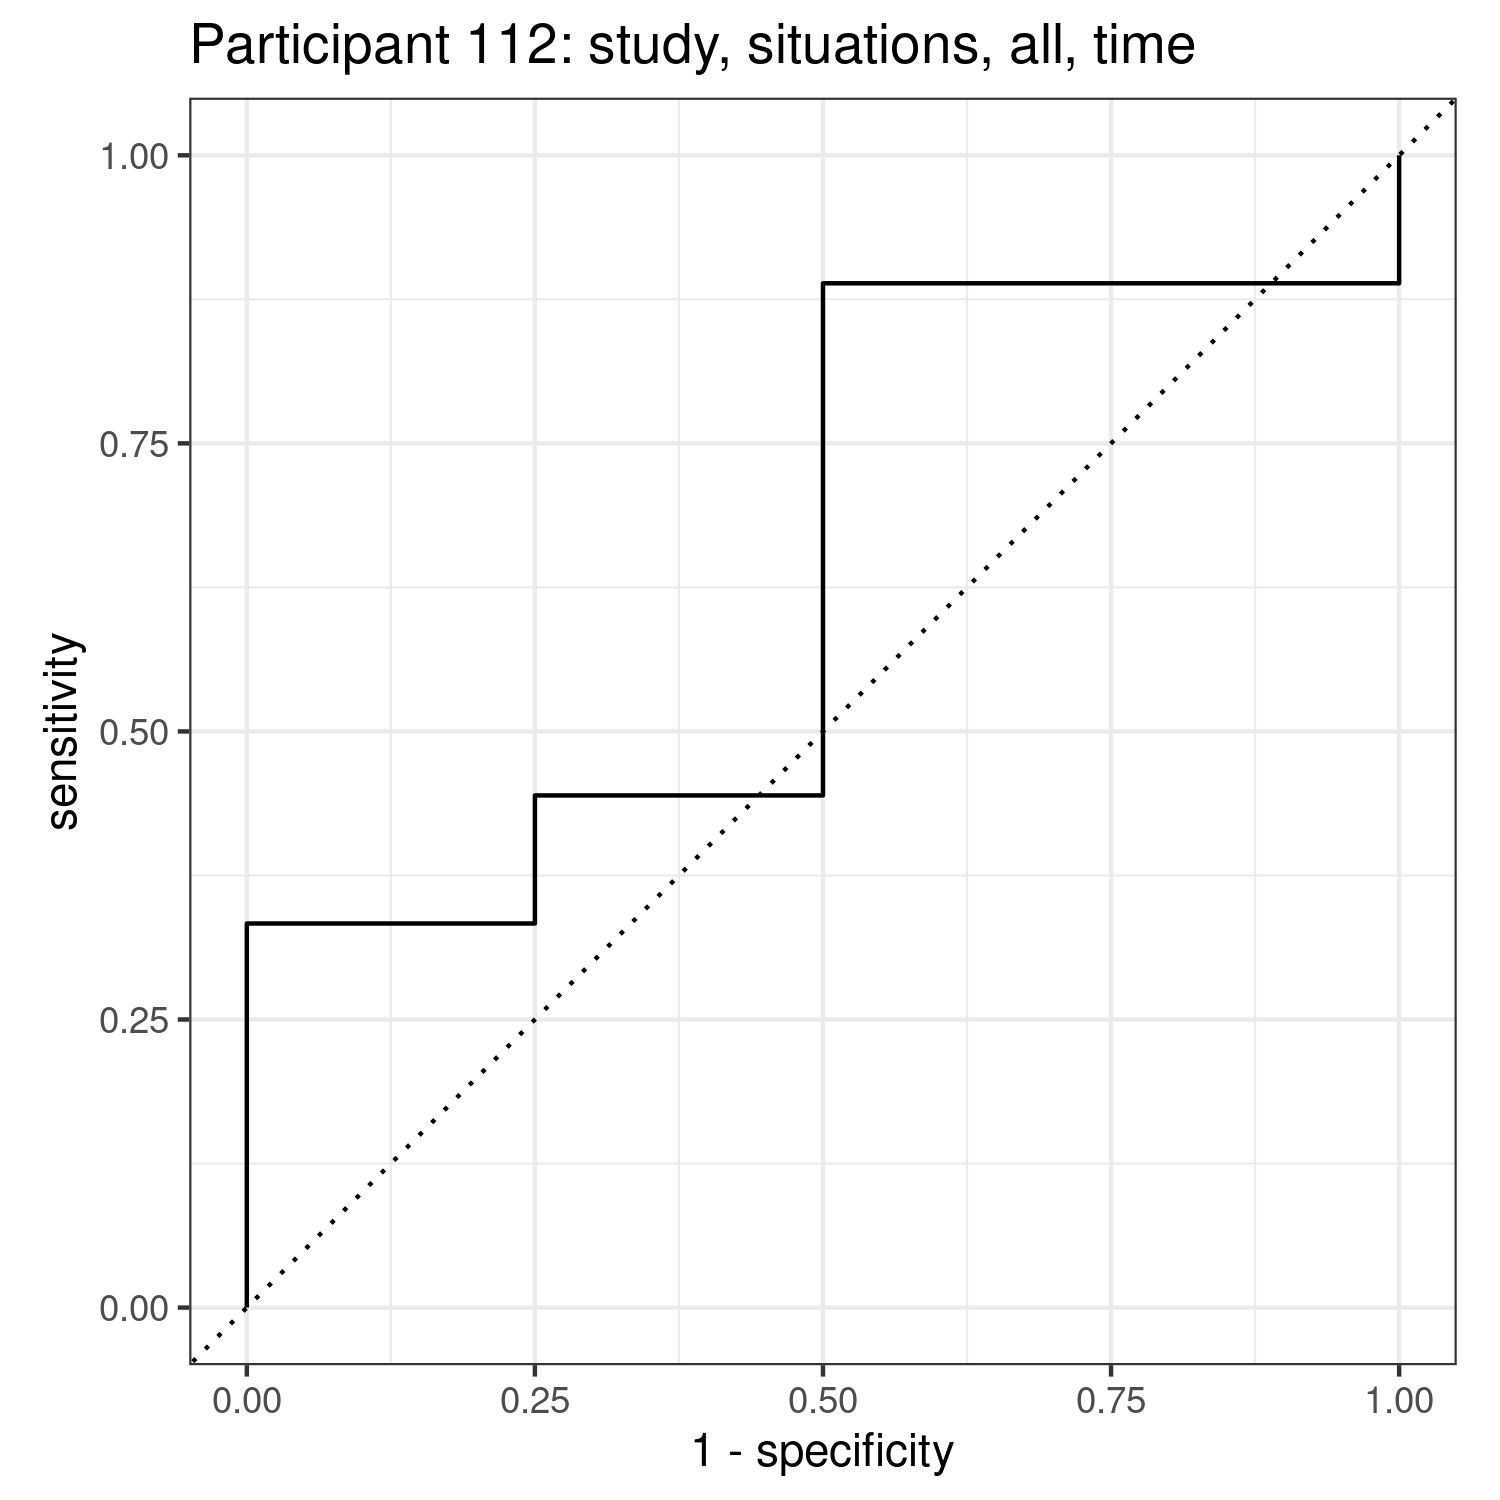 Participant 112: study, situations, all, time
sensitivity
1.00
0.75
0.50
0.25
0.00
0.00 0.25 0.50 0.75 1.00
1 - specificity